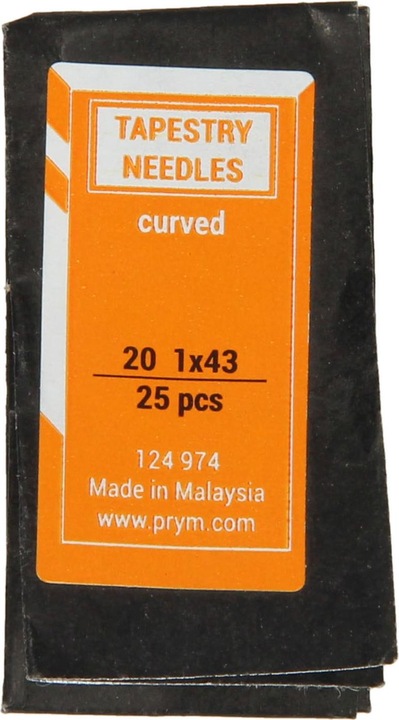 TAPESTRY
NEEDLES
curved
20 1x43
25 pcs
124 974
Made in Malaysia
www.prym.com